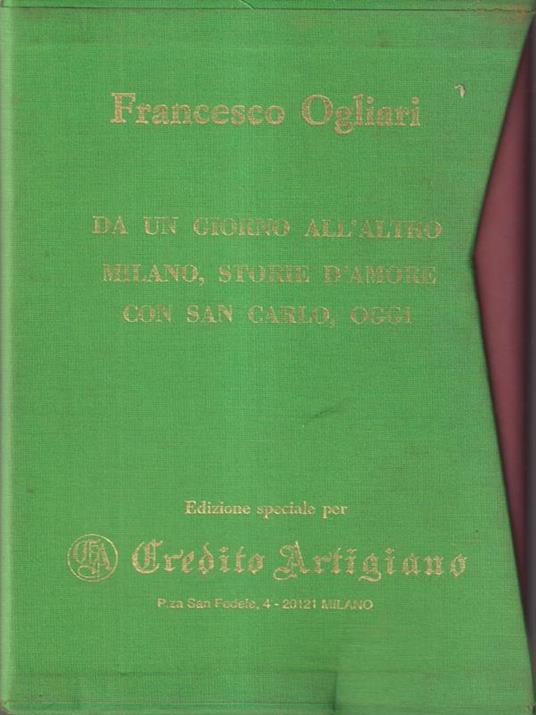 Francesco Ogliari
DA UN GIORNO ALL'ALTRO
MILANO, STORIE D'AMORE
CON SAN CARLO, OGGI
Edizione speciale per
CA Credito Artigiano
P.za San Fedele, 4 - 20121 MILANO